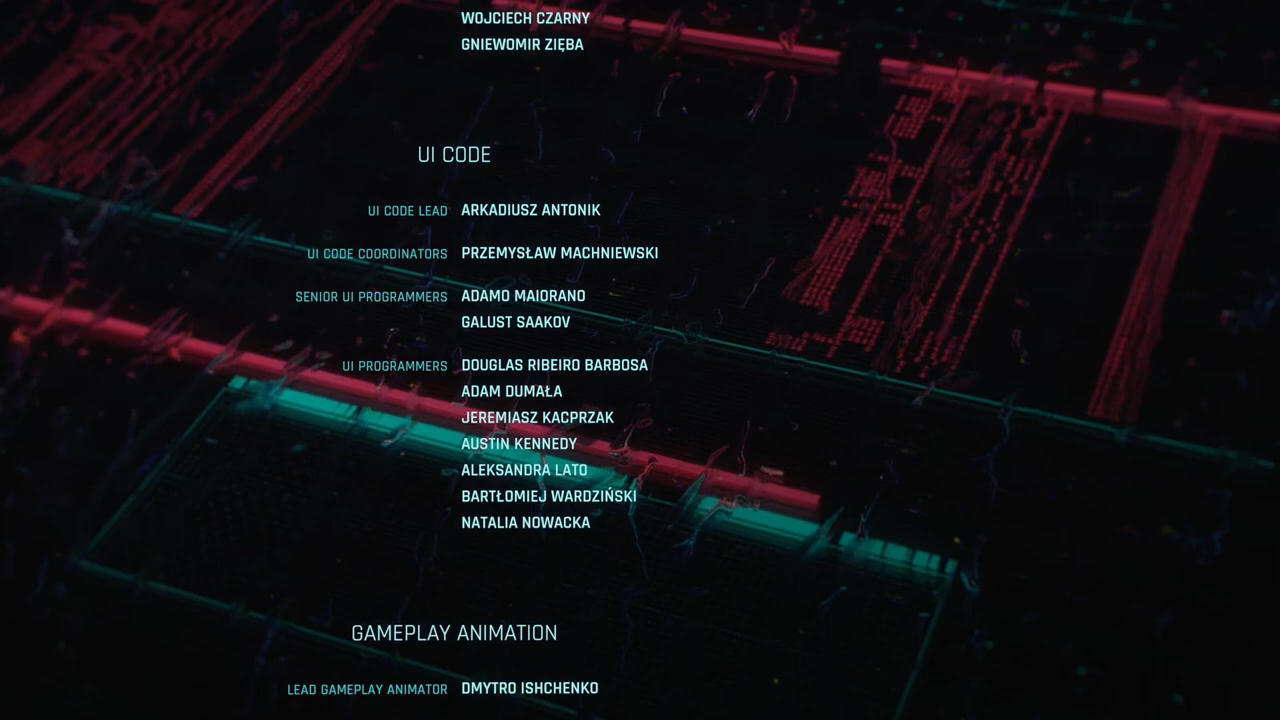 WOJCIECH CZARNY
GNIEWOMIR ZIĘBA
UI CODE
UI CODE LEAD ARKADIUSZ ANTONIK
UI CODE COORDINATORS PRZEMYSŁAW MACHNIEWSKI
SENIOR UI PROGRAMMERS ADAMO MAIORANO
GALUST SAAKOV
UI PROGRAMMERS DOUGLAS RIBEIRO BARBOSA
ADAM DUMAŁA
JEREMIASZ KACPRZAK
AUSTIN KENNEDY
ALEKSANDRA LATO
BARTŁOMIEJ WARDZIŃSKI
NATALIA NOWACKA
GAMEPLAY ANIMATION
LEAD GAMEPLAY ANIMATOR DMYTRO ISHCHENKO